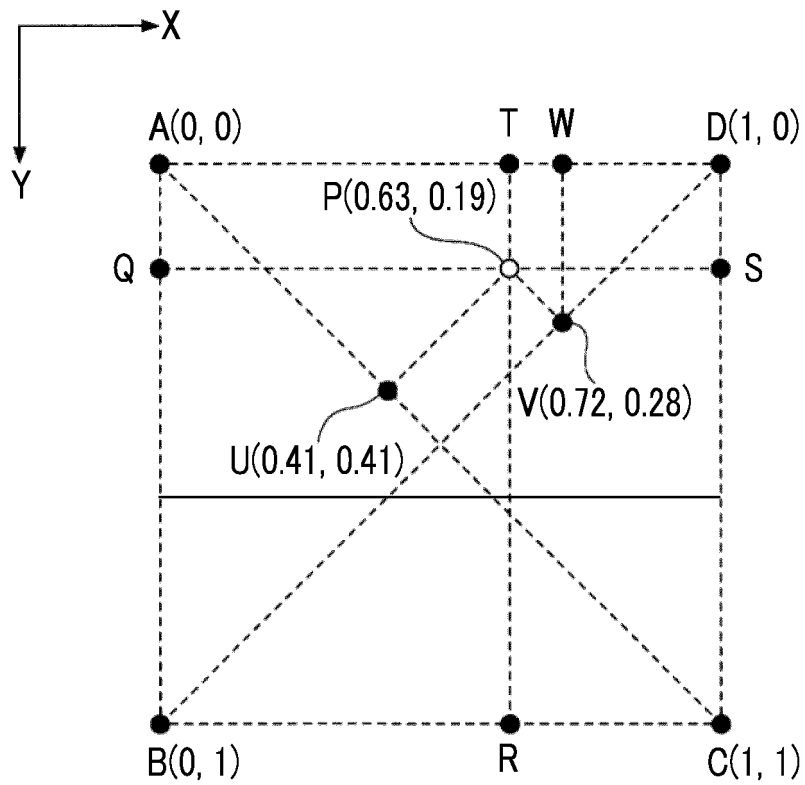 X
Y
A(0, 0)
T
W
D(1, 0)
P(0.63, 0.19)
Q
S
V(0.72, 0.28)
U(0.41, 0.41)
B(0, 1)
R
C(1, 1)